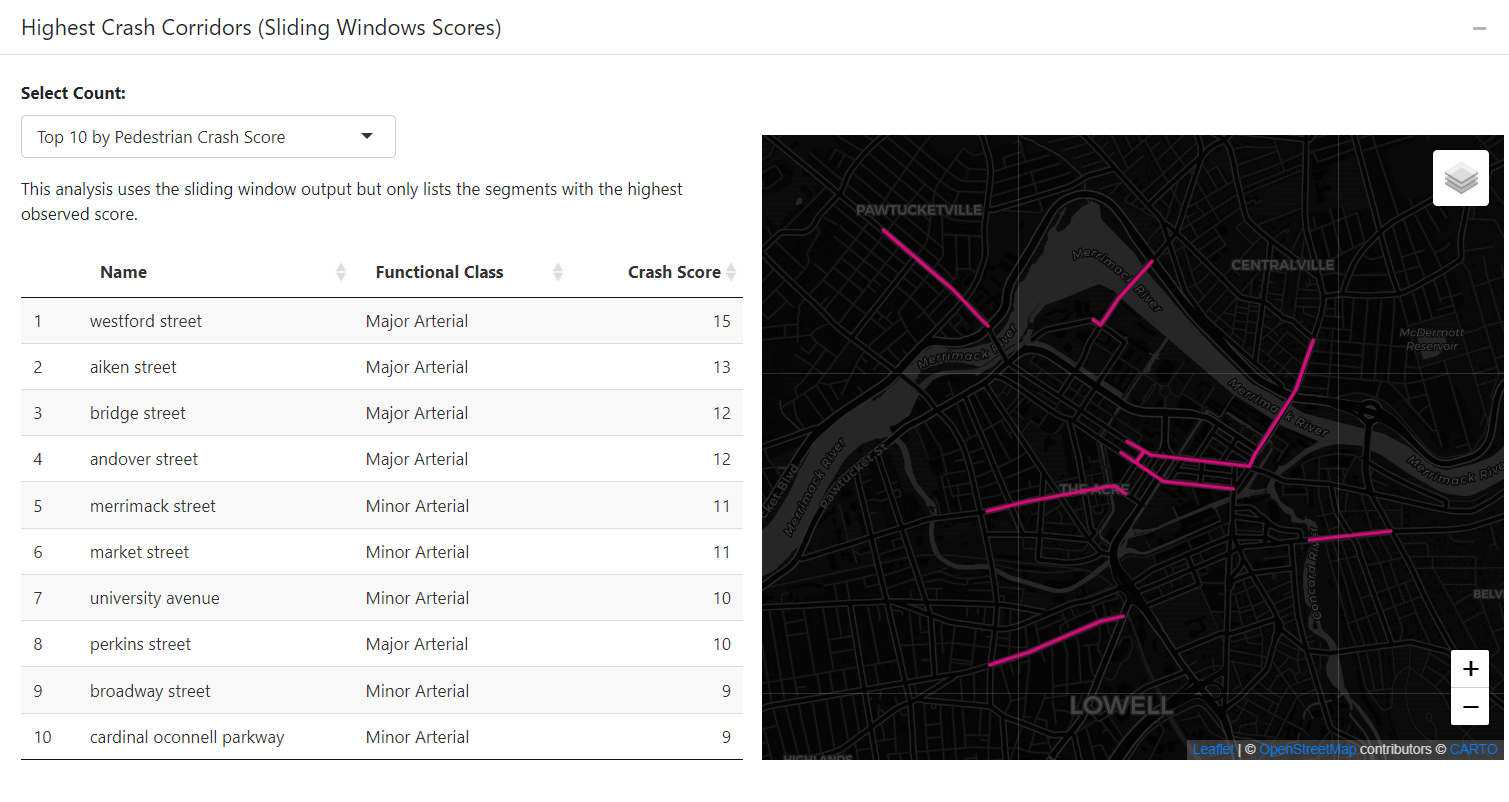 Highest Crash Corridors (Sliding Windows Scores)
Select Count:
Top 10 by Pedestrian Crash Score
This analysis uses the sliding window output but only lists the segments with the highest
observed score.
Name Functional Class Crash Score
1 westford street Major Arterial 15
2 aiken street Major Arterial 13
3 bridge street Major Arterial 12
4 andover street Major Arterial 12
5 merrimack street Minor Arterial 11
6 market street Minor Arterial 11
7 university avenue Minor Arterial 10
8 perkins street Major Arterial 10
9 broadway street Minor Arterial 9
10 cardinal oconnell parkway Minor Arterial 9
PAWTUCKETVILLE
Merrimack River
CENTRALVILLE
McDermott
Reservoir
Merrimack River
Merrimack River
Merrimack River
Merrimack River
Pawtucket St
cket Blvd
THE ACRE
Concord River
BELV
LOWELL
HIGHLANDS
+
−
Leaflet | © OpenStreetMap contributors © CARTO